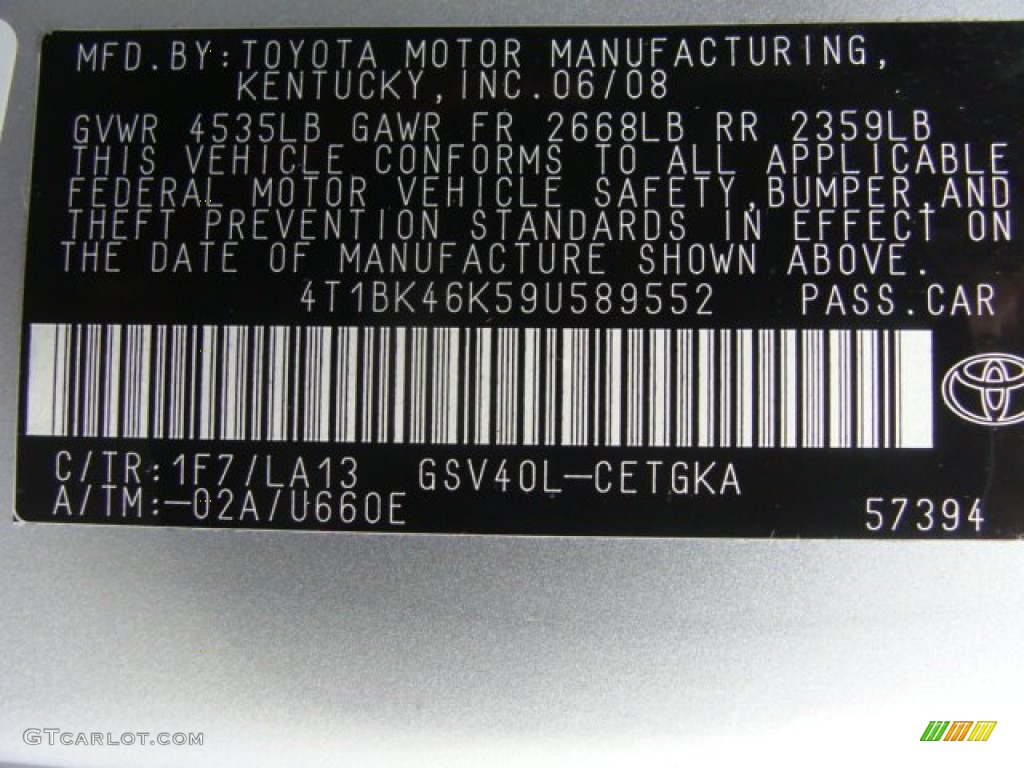 MFD.BY:TOYOTA MOTOR MANUFACTURING,
KENTUCKY,INC.06/08
GVWR 4535LB GAWR FR 2668LB RR 2359LB
THIS VEHICLE CONFORMS TO ALL APPLICABLE
FEDERAL MOTOR VEHICLE SAFETY,BUMPER,AND
THEFT PREVENTION STANDARDS IN EFFECT ON
THE DATE OF MANUFACTURE SHOWN ABOVE.
4T1BK46K59U589552 PASS.CAR
C/TR:1F7/LA13 GSV40L-CETGKA
A/TM:-02A/U660E
57394
GTCARLOT.COM